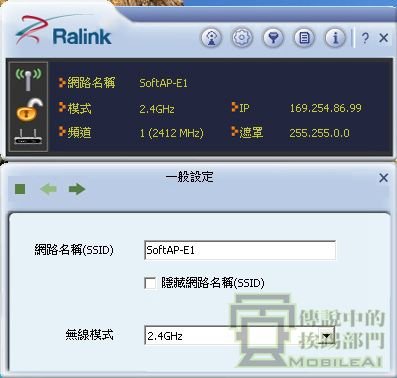 Ralink
? ×
網路名稱 SoftAP-E1
模式 2.4GHz IP 169.254.86.99
頻道 1 (2412 MHz) 遮罩 255.255.0.0
一般設定 ×
網路名稱(SSID) SoftAP-E1
隱藏網路名稱(SSID)
無線模式 2.4GHz
傳說中的
挨踢部門
MOBILEAI